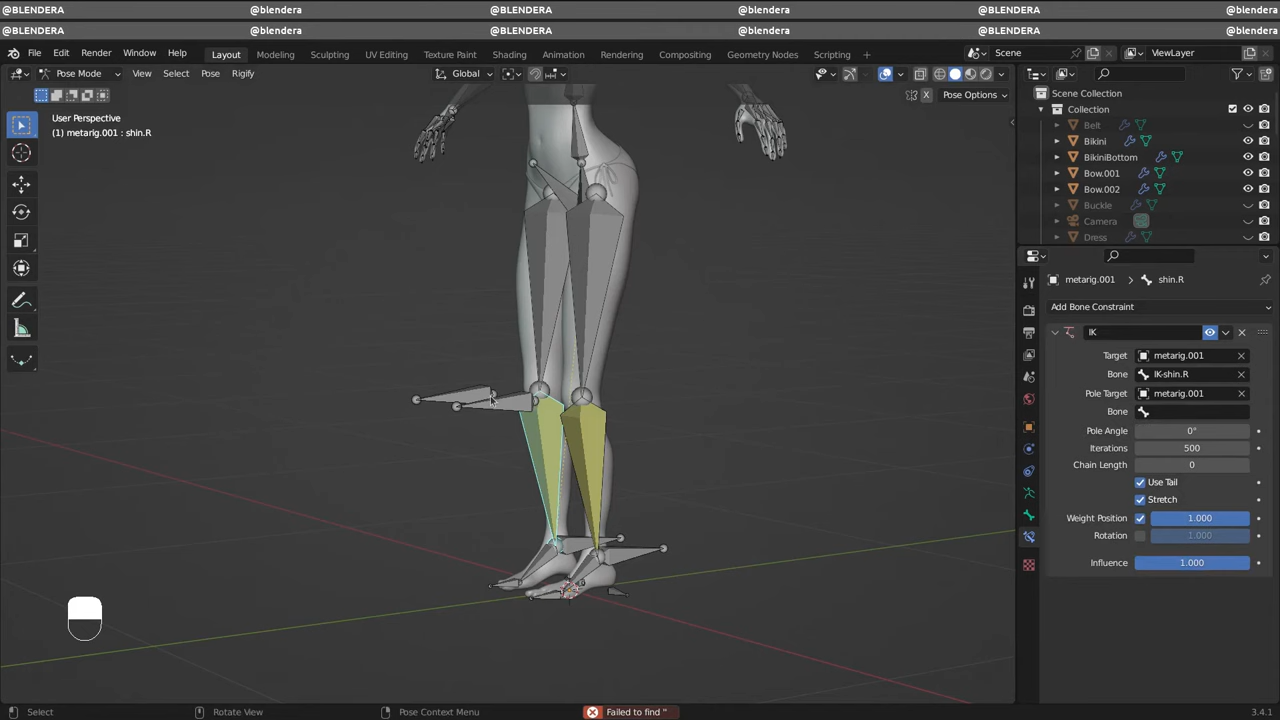 @BLENDERA @blendera @BLENDERA @blendera @BLENDERA @blendera
@BLENDERA @blendera @BLENDERA @blendera @BLENDERA @blendera
File Edit Render Window Help Layout Modeling Sculpting UV Editing Texture Paint Shading Animation Rendering Compositing Geometry Nodes Scripting + Scene ViewLayer
Pose Mode View Select Pose Rigify Global
X Pose Options
User Perspective
(1) metarig.001 : shin.R
Scene Collection
Collection
Belt
Bikini
BikiniBottom
Bow.001
Bow.002
Buckle
Camera
Dress
metarig.001 > shin.R
Add Bone Constraint
IK
Target metarig.001
Bone IK-shin.R
Pole Target metarig.001
Bone
Pole Angle 0°
Iterations 500
Chain Length 0
Use Tail
Stretch
Weight Position 1.000
Rotation 1.000
Influence 1.000
Select Rotate View Pose Context Menu Failed to find '' 3.4.1